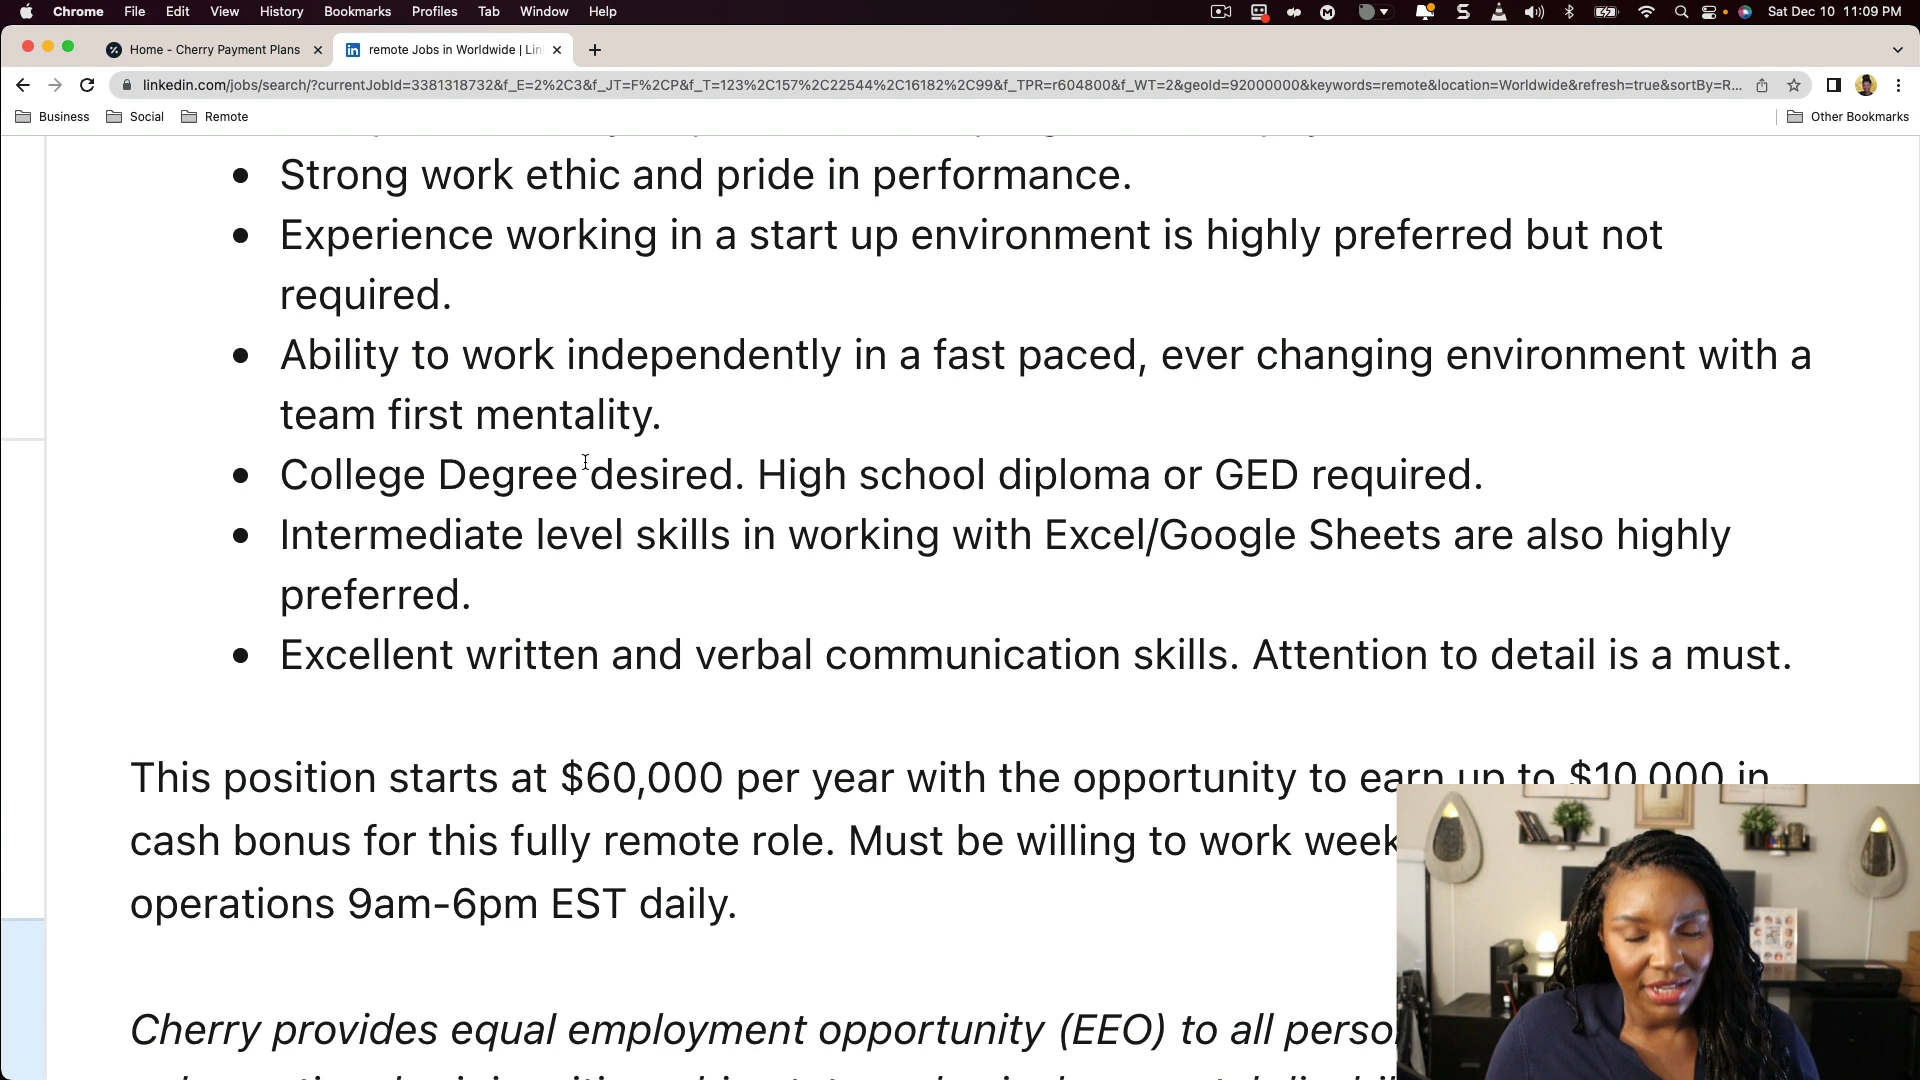 Chrome File Edit View History Bookmarks Profiles Tab Window Help Sat Dec 10 11:09 PM
Home - Cherry Payment Plans remote Jobs in Worldwide | Lin
linkedin.com/jobs/search/?currentJobId=3381318732&f_E=2%2C3&f_JT=F%2CP&f_T=123%2C157%2C22544%2C16182%2C99&f_TPR=r604800&f_WT=2&geoId=92000000&keywords=remote&location=Worldwide&refresh=true&sortBy=R...
Business Social Remote Other Bookmarks
• Strong work ethic and pride in performance.
• Experience working in a start up environment is highly preferred but not
required.
• Ability to work independently in a fast paced, ever changing environment with a
team first mentality.
• College Degree desired. High school diploma or GED required.
• Intermediate level skills in working with Excel/Google Sheets are also highly
preferred.
• Excellent written and verbal communication skills. Attention to detail is a must.
This position starts at $60,000 per year with the opportunity to earn up to $10,000 in
cash bonus for this fully remote role. Must be willing to work week
operations 9am-6pm EST daily.
Cherry provides equal employment opportunity (EEO) to all perso